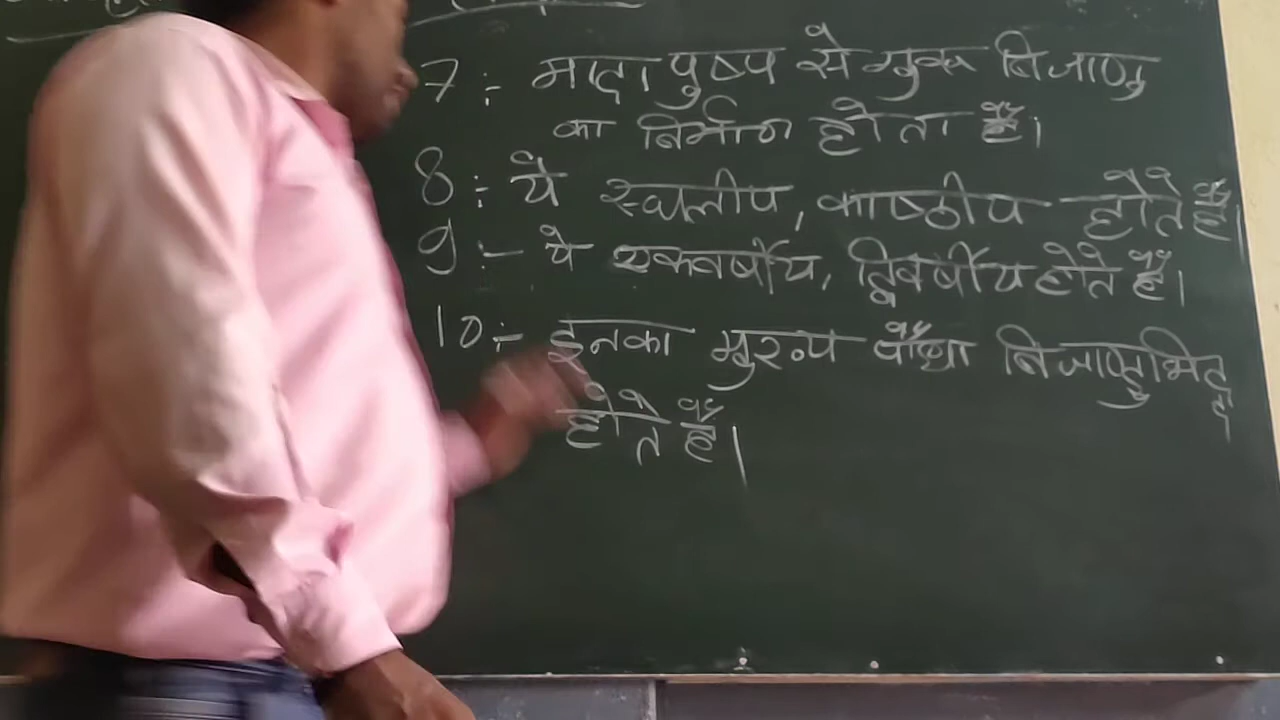 7 :- मादा पुष्प से युक्त बिजाणु
का निर्माण होता है।
8 :- ये स्थलीय, काष्ठीय होते हैं।
9 :- ये एकवर्षीय, द्विवर्षीय होते हैं।
10 :- इनका मुख्य पौधा बिजाणुभिद्
होते हैं।